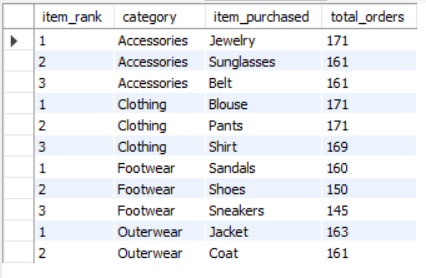 item_rank category item_purchased total_orders
1 Accessories Jewelry 171
2 Accessories Sunglasses 161
3 Accessories Belt 161
1 Clothing Blouse 171
2 Clothing Pants 171
3 Clothing Shirt 169
1 Footwear Sandals 160
2 Footwear Shoes 150
3 Footwear Sneakers 145
1 Outerwear Jacket 163
2 Outerwear Coat 161